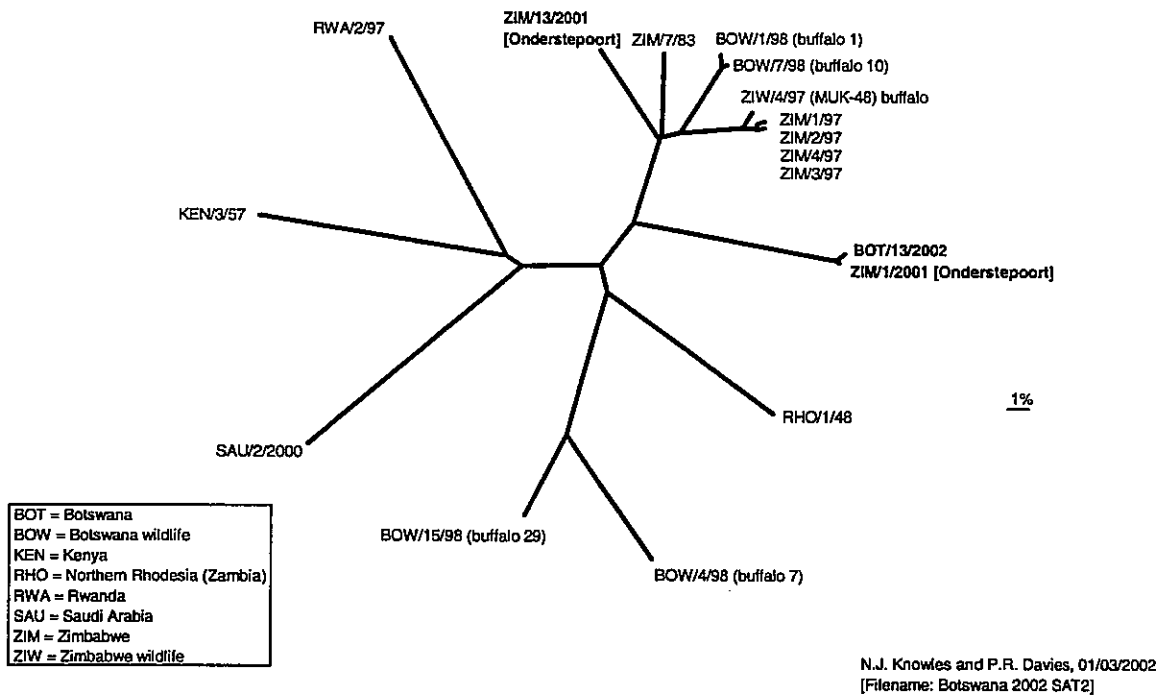 RWA/2/97
ZIM/13/2001
[Onderstepoort]
ZIM/7/83
BOW/1/98 (buffalo 1)
BOW/7/98 (buffalo 10)
ZIW/4/97 (MUK-48) buffalo
ZIM/1/97
ZIM/2/97
ZIM/4/97
ZIM/3/97
KEN/3/57
BOT/13/2002
ZIM/1/2001 [Onderstepoort]
1%
RHO/1/48
SAU/2/2000
BOW/15/98 (buffalo 29)
BOW/4/98 (buffalo 7)
BOT = Botswana
BOW = Botswana wildlife
KEN = Kenya
RHO = Northern Rhodesia (Zambia)
RWA = Rwanda
SAU = Saudi Arabia
ZIM = Zimbabwe
ZIW = Zimbabwe wildlife
N.J. Knowles and P.R. Davies, 01/03/2002
[Filename: Botswana 2002 SAT2]